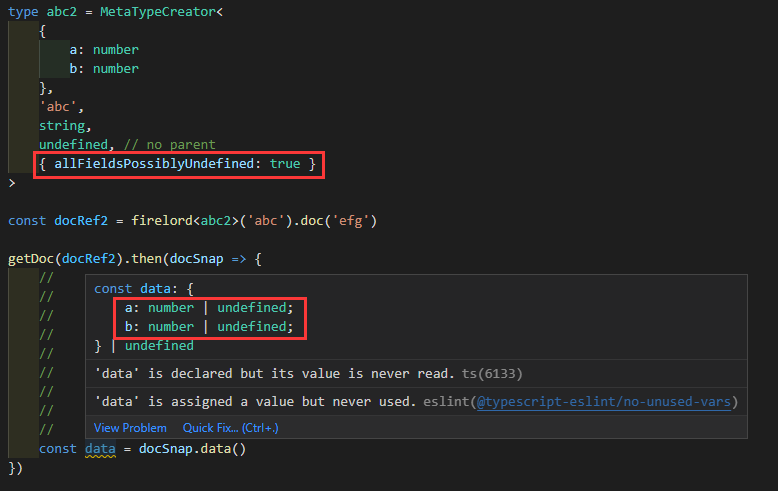 type abc2 = MetaTypeCreator<
{
a: number
b: number
},
'abc',
string,
undefined, // no parent
{ allFieldsPossiblyUndefined: true }
>
const docRef2 = firelord<abc2>('abc').doc('efg')
getDoc(docRef2).then(docSnap => {
//
//
//
//
//
//
//
//
//
const data: {
a: number | undefined;
b: number | undefined;
} | undefined
'data' is declared but its value is never read. ts(6133)
'data' is assigned a value but never used. eslint(@typescript-eslint/no-unused-vars)
View Problem Quick Fix... (Ctrl+.)
const data = docSnap.data()
})